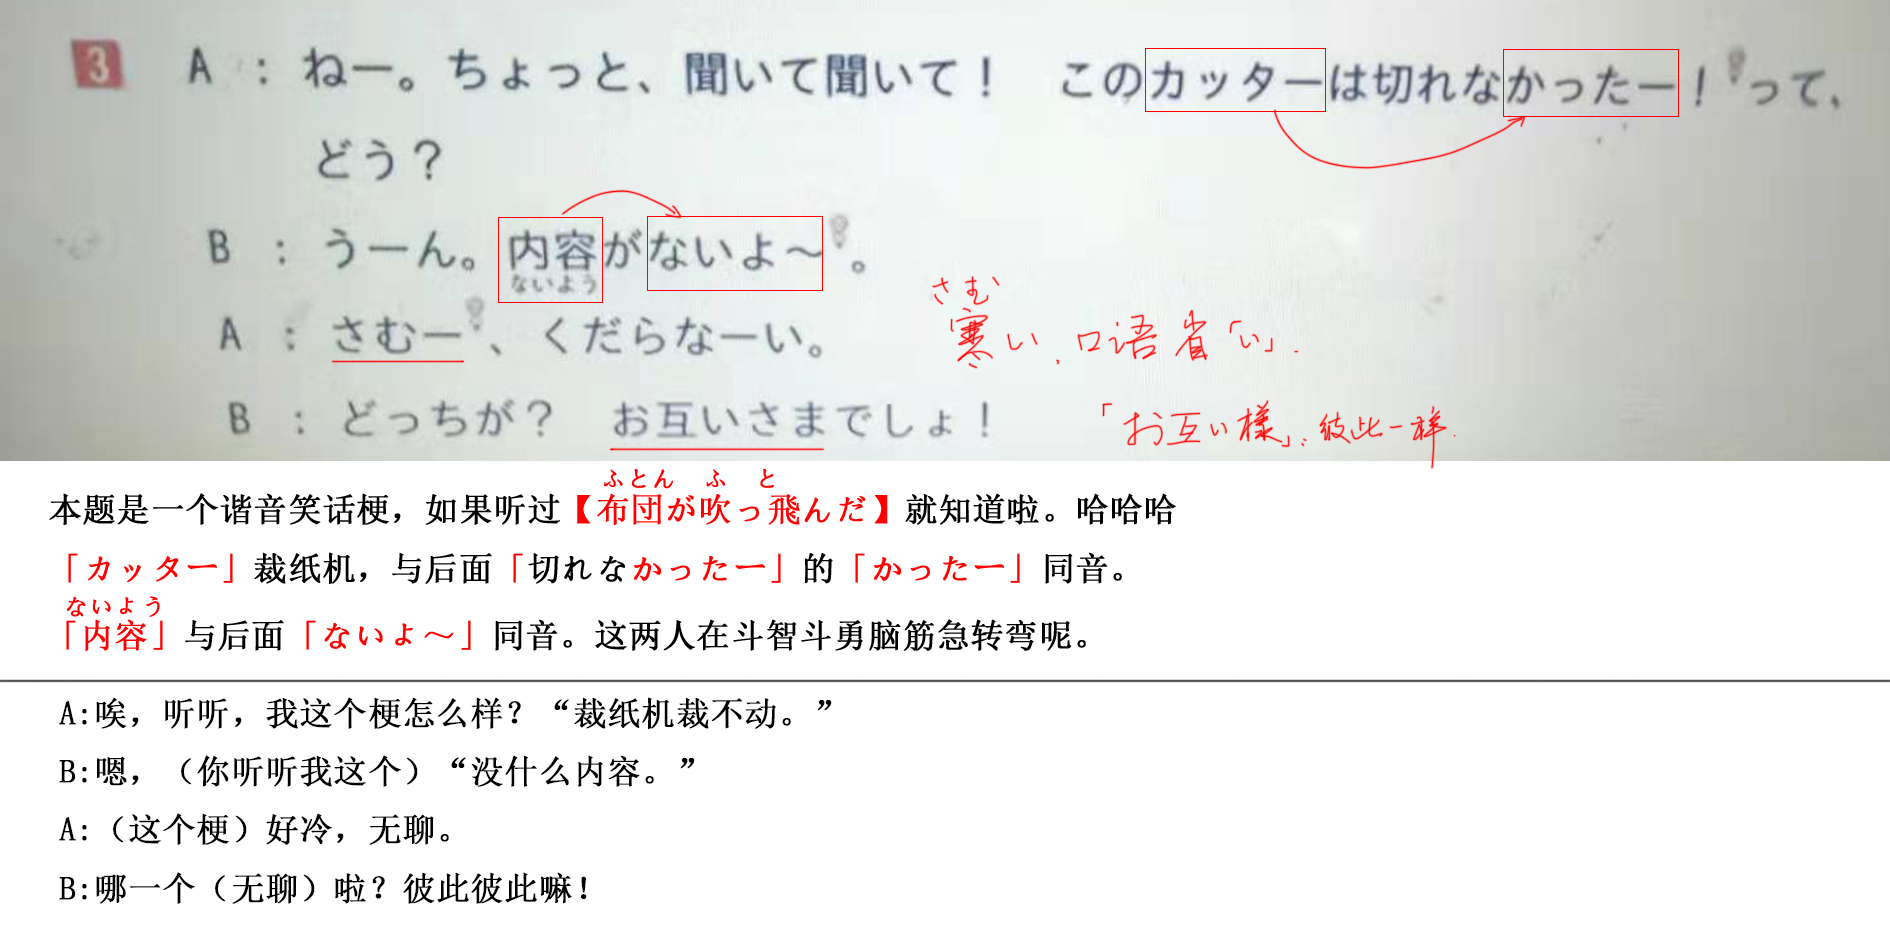 3 A : ねー。ちょっと、聞いて聞いて! このカッターは切れなかったー!って、
どう?
B : うーん。内容がないよ～。
ないよう
A : さむー、くだらなーい。
さむ
寒い,口语省「い」.
B : どっちが? お互いさまでしょ!
「お互い様」,彼此一样.
ふとん ふ と
本题是一个谐音笑话梗，如果听过【布団が吹っ飛んだ】就知道啦。哈哈哈
「カッター」裁纸机，与后面「切れなかったー」的「かったー」同音。
ないよう
「内容」与后面「ないよ～」同音。这两人在斗智斗勇脑筋急转弯呢。
A:唉，听听，我这个梗怎么样？“裁纸机裁不动。”
B:嗯，（你听听我这个）“没什么内容。”
A:（这个梗）好冷，无聊。
B:哪一个（无聊）啦？彼此彼此嘛！